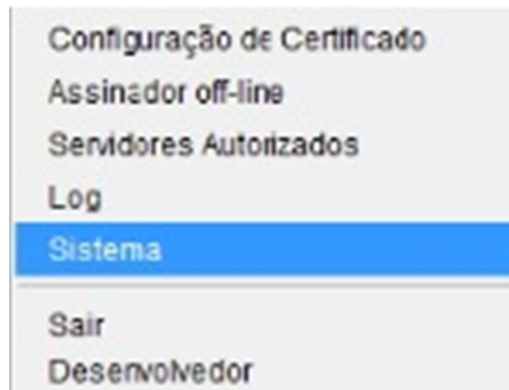 Configuração de Certificado
Assinador off-line
Servidores Autorizados
Log
Sistema
Sair
Desenvolvedor